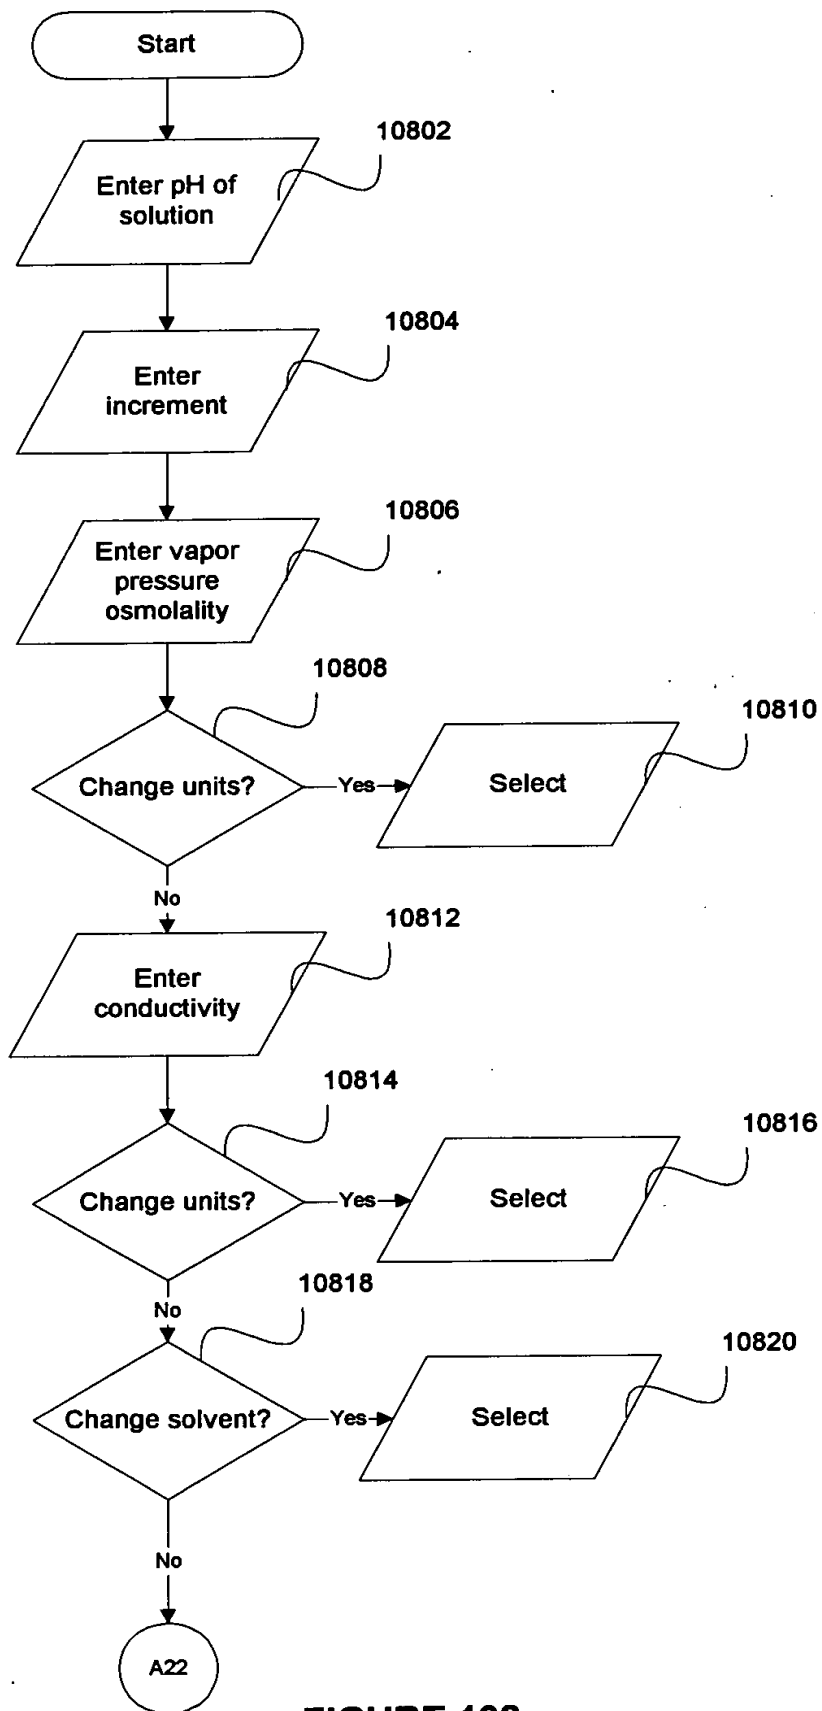 Start
10802
Enter pH of
solution
10804
Enter
increment
10806
Enter vapor
pressure
osmolality
10808
Change units?
Yes
10810
Select
No
10812
Enter
conductivity
10814
Change units?
Yes
10816
Select
No
10818
Change solvent?
Yes
10820
Select
No
A22
FIGURE 108